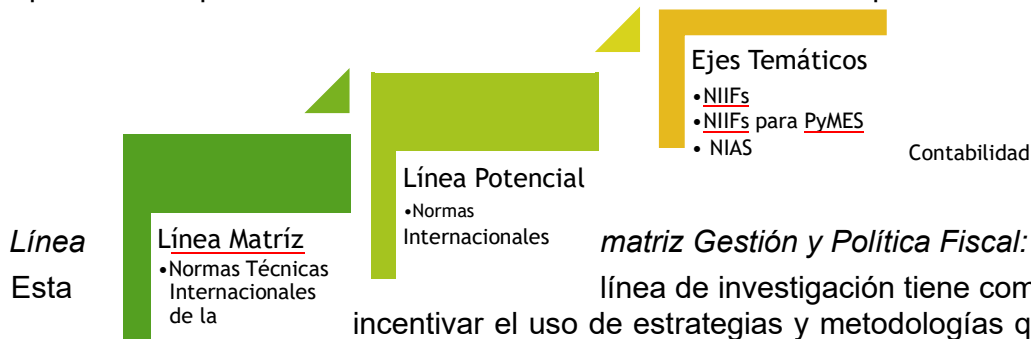 Ejes Temáticos
•NIIFs
•NIIFs para PyMES
• NIAS
Contabilidad
Línea Potencial
•Normas
Internacionales
Línea Matríz
•Normas Técnicas
Internacionales
de la
Línea matriz Gestión y Política Fiscal:
Esta línea de investigación tiene com
incentivar el uso de estrategias y metodologías q